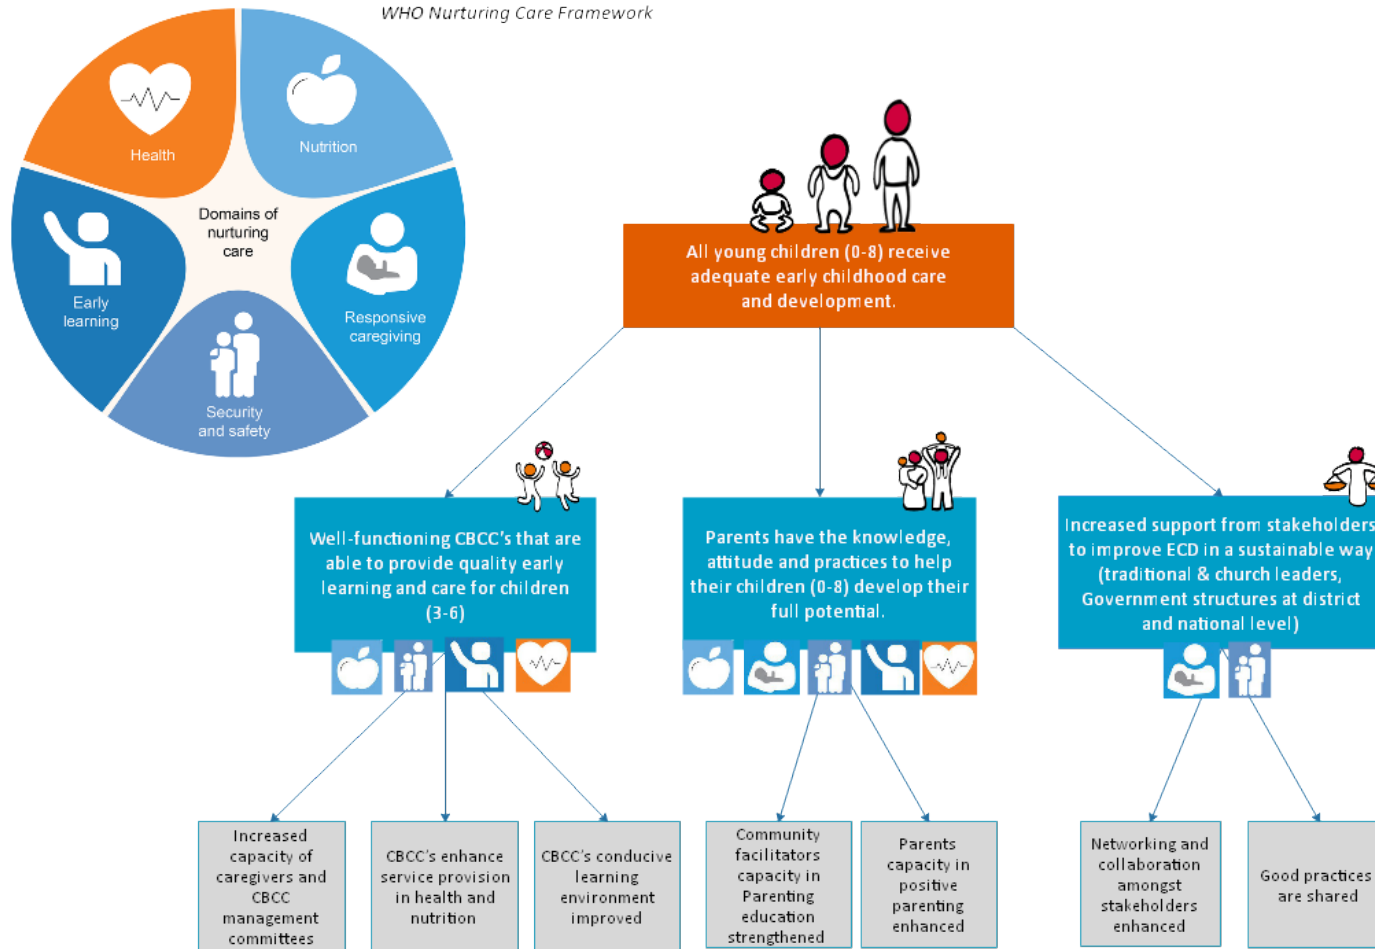 WHO Nurturing Care Framework
Health
Nutrition
Domains of
nurturing
care
Early
learning
Responsive
caregiving
Security
and safety
All young children (0-8) receive
adequate early childhood care
and development.
Well-functioning CBCC's that are
able to provide quality early
learning and care for children
(3-6)
Parents have the knowledge,
attitude and practices to help
their children (0-8) develop their
full potential.
Increased support from stakeholders
to improve ECD in a sustainable way
(traditional & church leaders,
Government structures at district
and national level)
Increased
capacity of
caregivers and
CBCC
management
committees
CBCC's enhance
service provision
in health and
nutrition
CBCC's conducive
learning
environment
improved
Community
facilitators
capacity in
Parenting
education
strengthened
Parents
capacity in
positive
parenting
enhanced
Networking and
collaboration
amongst
stakeholders
enhanced
Good practices
are shared